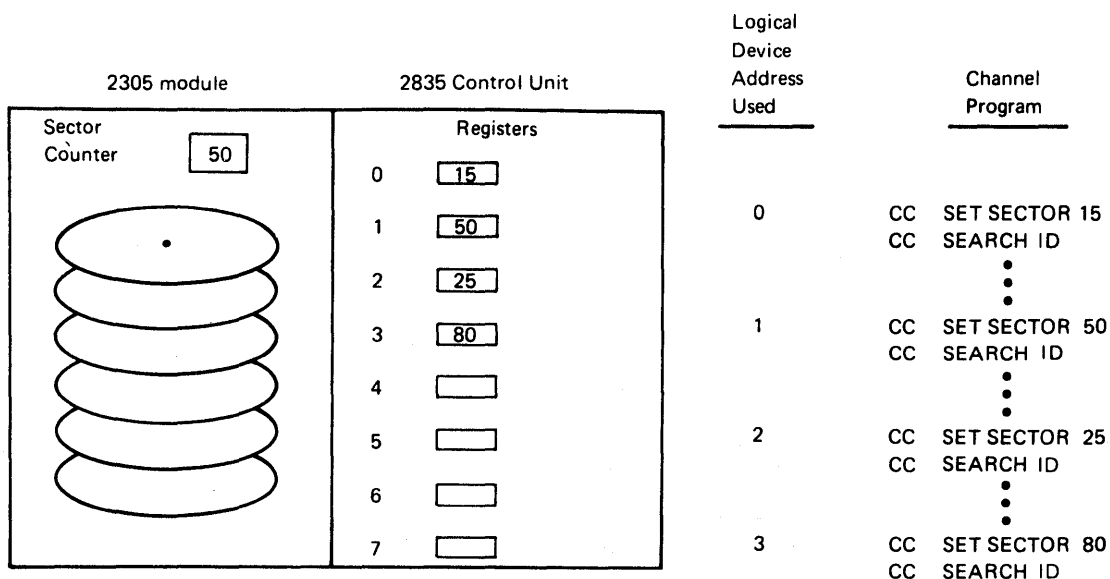 Logical
Device
Address
Used
Channel
Program
2305 module
2835 Control Unit
Sector
Counter
50
Registers
0 15
1 50
2 25
3 80
4
5
6
7
0 CC SET SECTOR 15
CC SEARCH ID
1 CC SET SECTOR 50
CC SEARCH ID
2 CC SET SECTOR 25
CC SEARCH ID
3 CC SET SECTOR 80
CC SEARCH ID